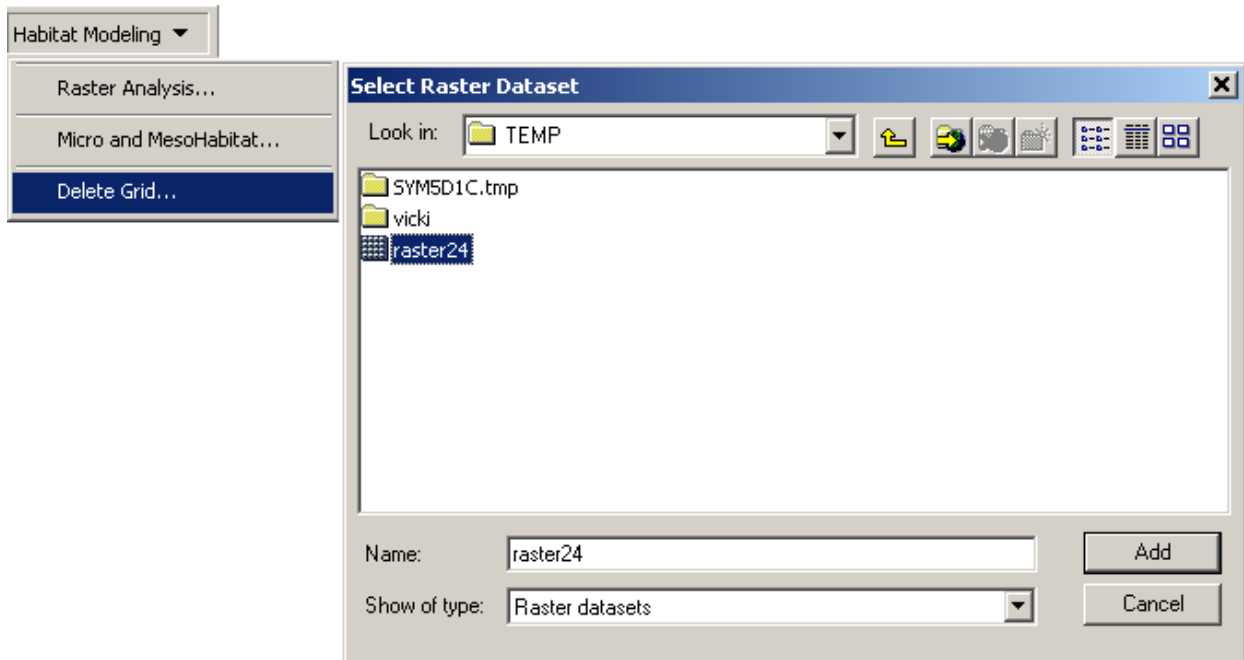 Habitat Modeling
Raster Analysis...
Micro and MesoHabitat...
Delete Grid...
Select Raster Dataset
Look in: TEMP
SYM5D1C.tmp
vicki
raster24
Name: raster24 Add
Show of type: Raster datasets Cancel